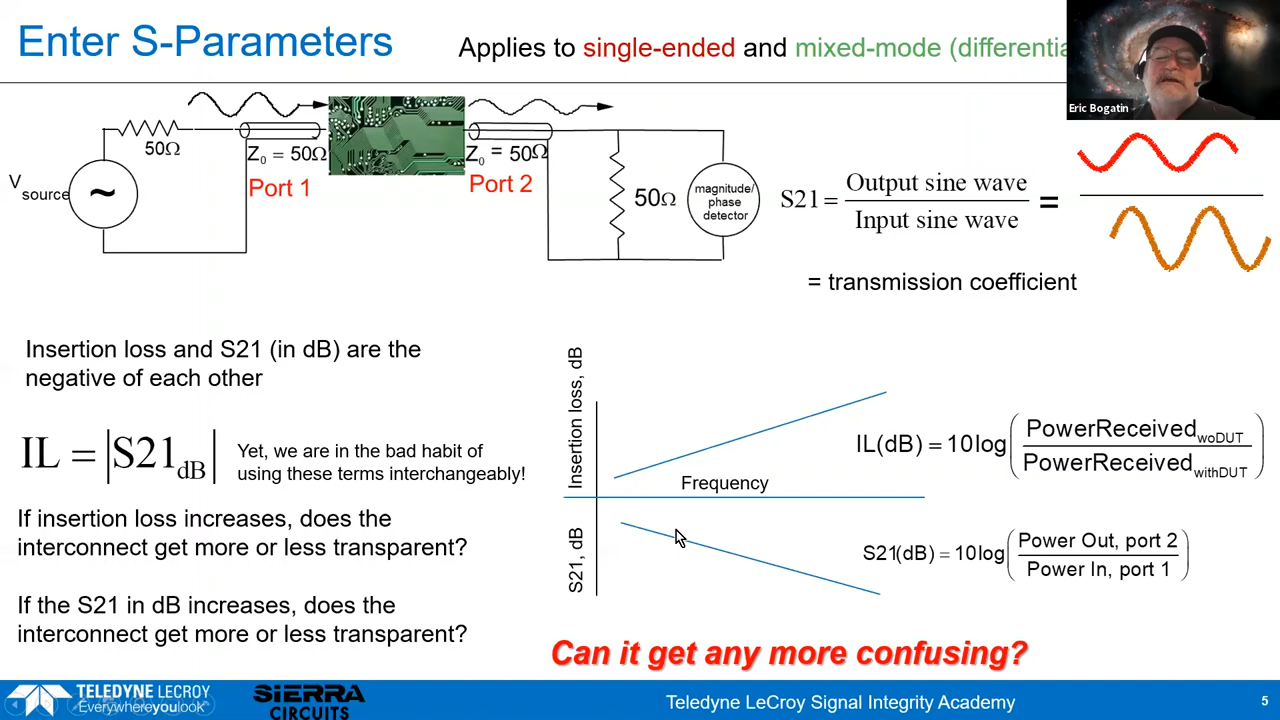 Enter S-Parameters
Applies to single-ended and mixed-mode (differentia
Eric Bogatin
50Ω
Z0 = 50Ω
Port 1
Z0 = 50Ω
Port 2
Vsource
~
50Ω
magnitude/
phase
detector
S21 = Output sine wave / Input sine wave =
= transmission coefficient
Insertion loss and S21 (in dB) are the
negative of each other
IL = |S21dB|
Yet, we are in the bad habit of
using these terms interchangeably!
If insertion loss increases, does the
interconnect get more or less transparent?
If the S21 in dB increases, does the
interconnect get more or less transparent?
Insertion loss, dB
S21, dB
Frequency
IL(dB) = 10log(PowerReceivedwoDUT / PowerReceivedwithDUT)
S21(dB) = 10log(Power Out, port 2 / Power In, port 1)
Can it get any more confusing?
TELEDYNE LECROY
Everywhereyoulook
SIERRA
CIRCUITS
Teledyne LeCroy Signal Integrity Academy
5